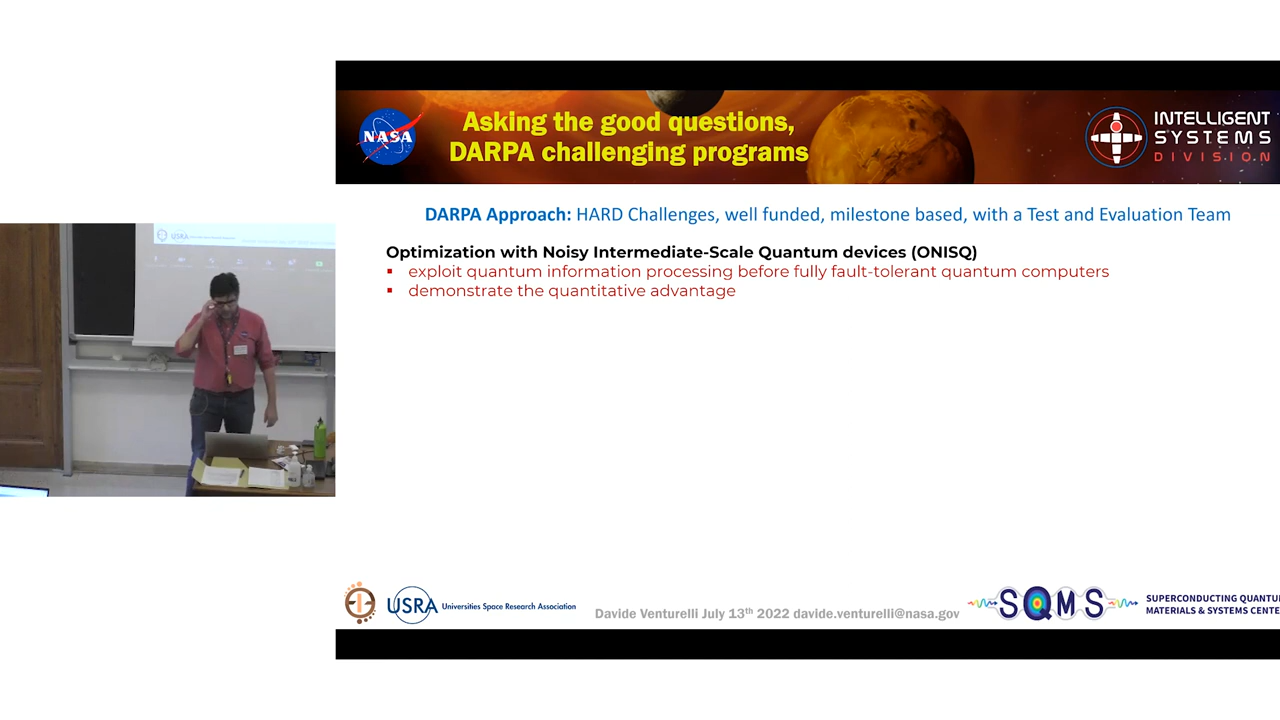 NASA
Asking the good questions,
DARPA challenging programs
INTELLIGENT
SYSTEMS
DIVISION
DARPA Approach: HARD Challenges, well funded, milestone based, with a Test and Evaluation Team
Optimization with Noisy Intermediate-Scale Quantum devices (ONISQ)
▪ exploit quantum information processing before fully fault-tolerant quantum computers
▪ demonstrate the quantitative advantage
USRA
USRA Universities Space Research Association
Davide Venturelli July 13th 2022 davide.venturelli@nasa.gov
SQMS
SUPERCONDUCTING QUANTUM
MATERIALS & SYSTEMS CENTE